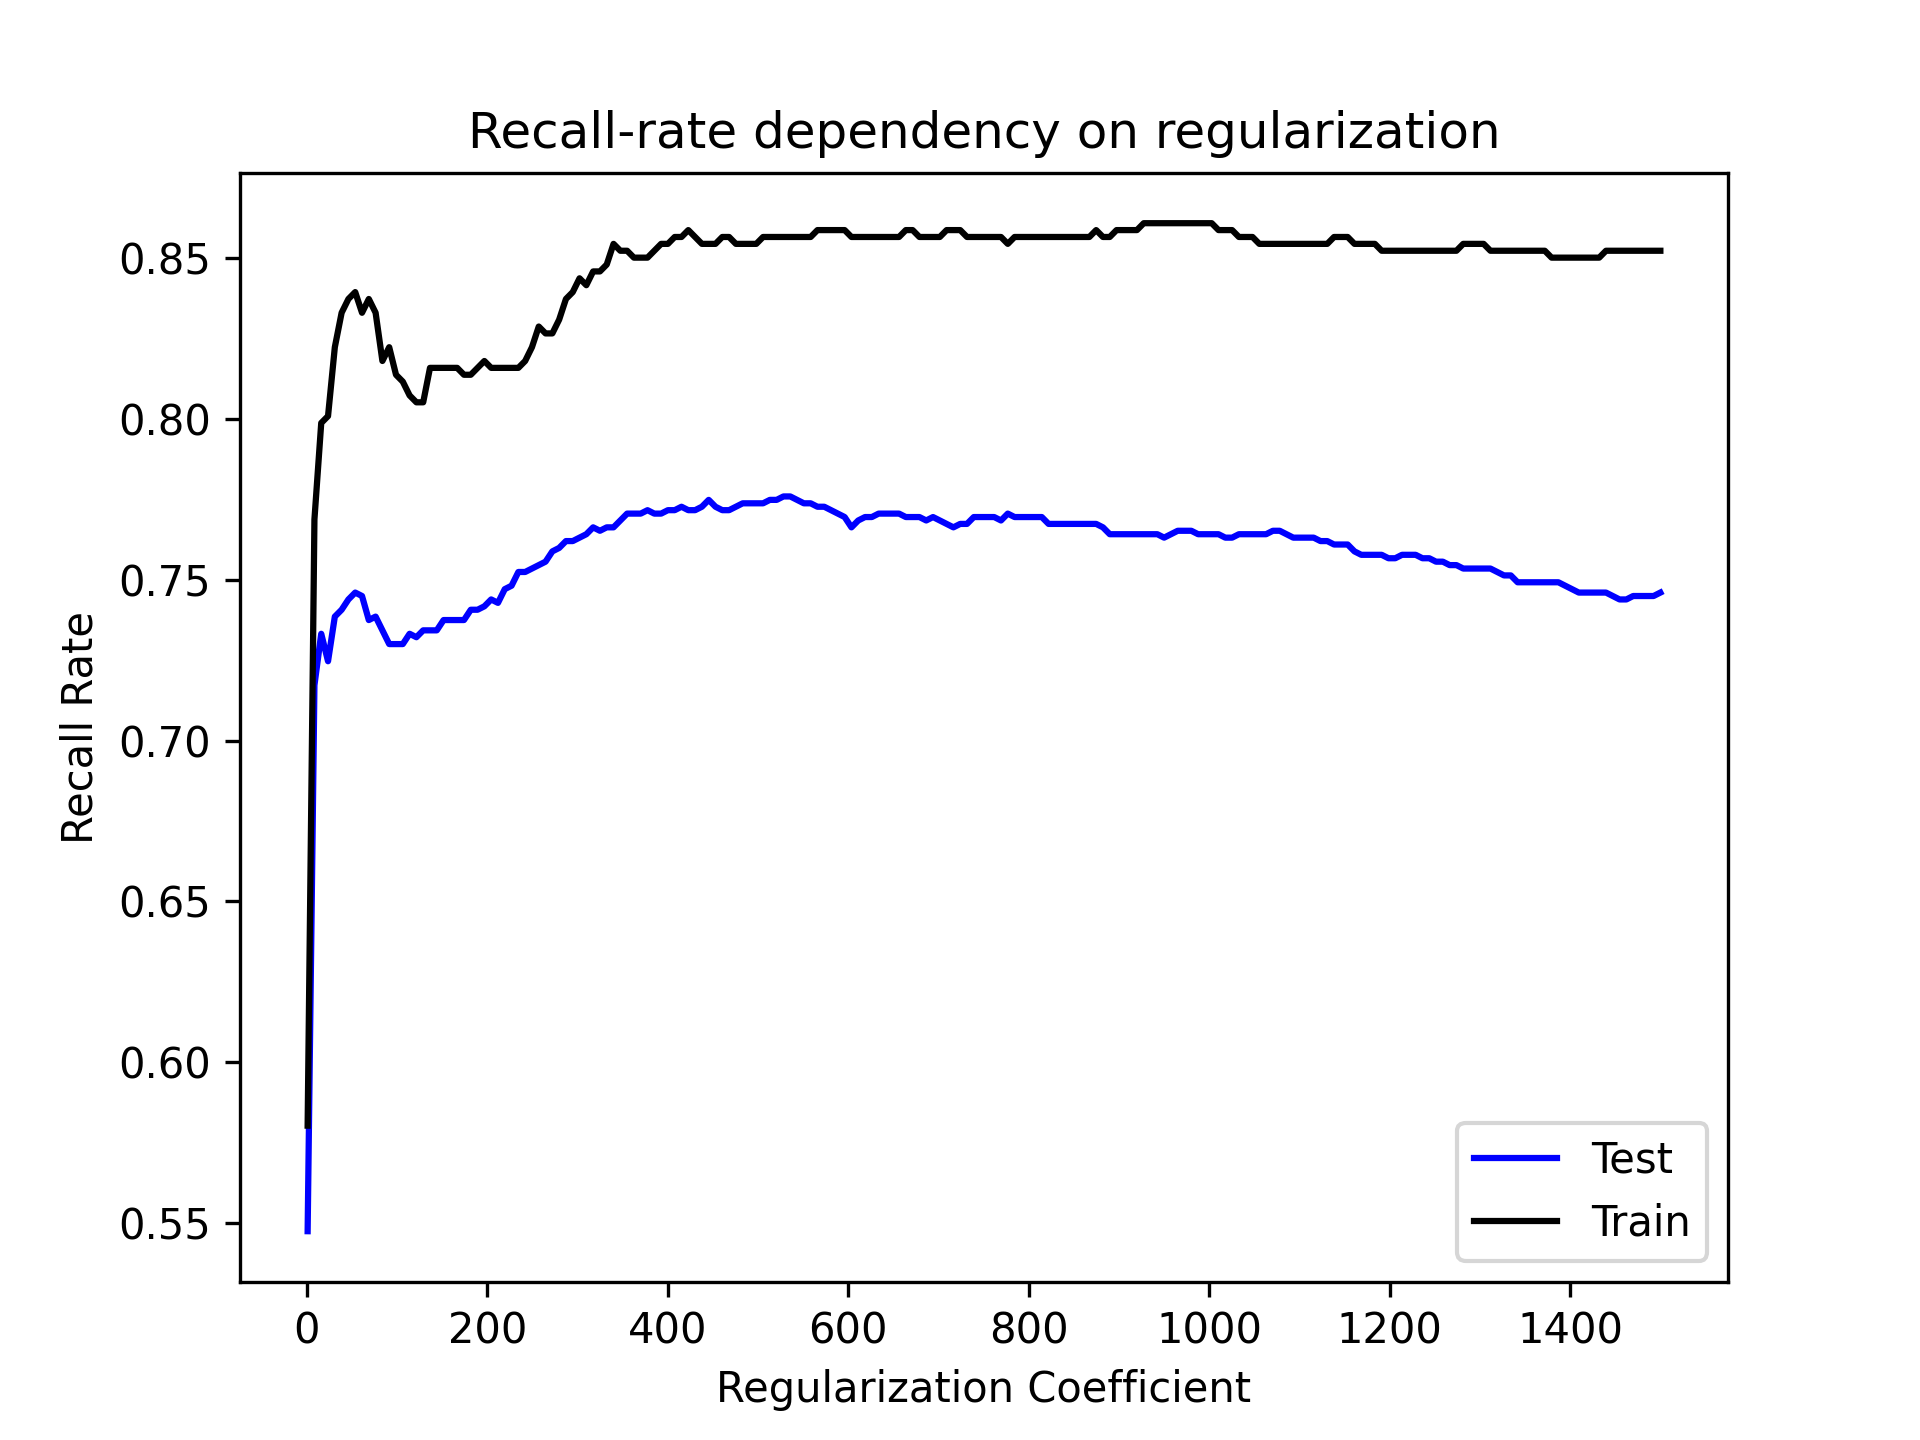 Recall-rate dependency on regularization
Recall Rate
0.85
0.80
0.75
0.70
0.65
0.60
0.55
0 200 400 600 800 1000 1200 1400
Regularization Coefficient
Test
Train